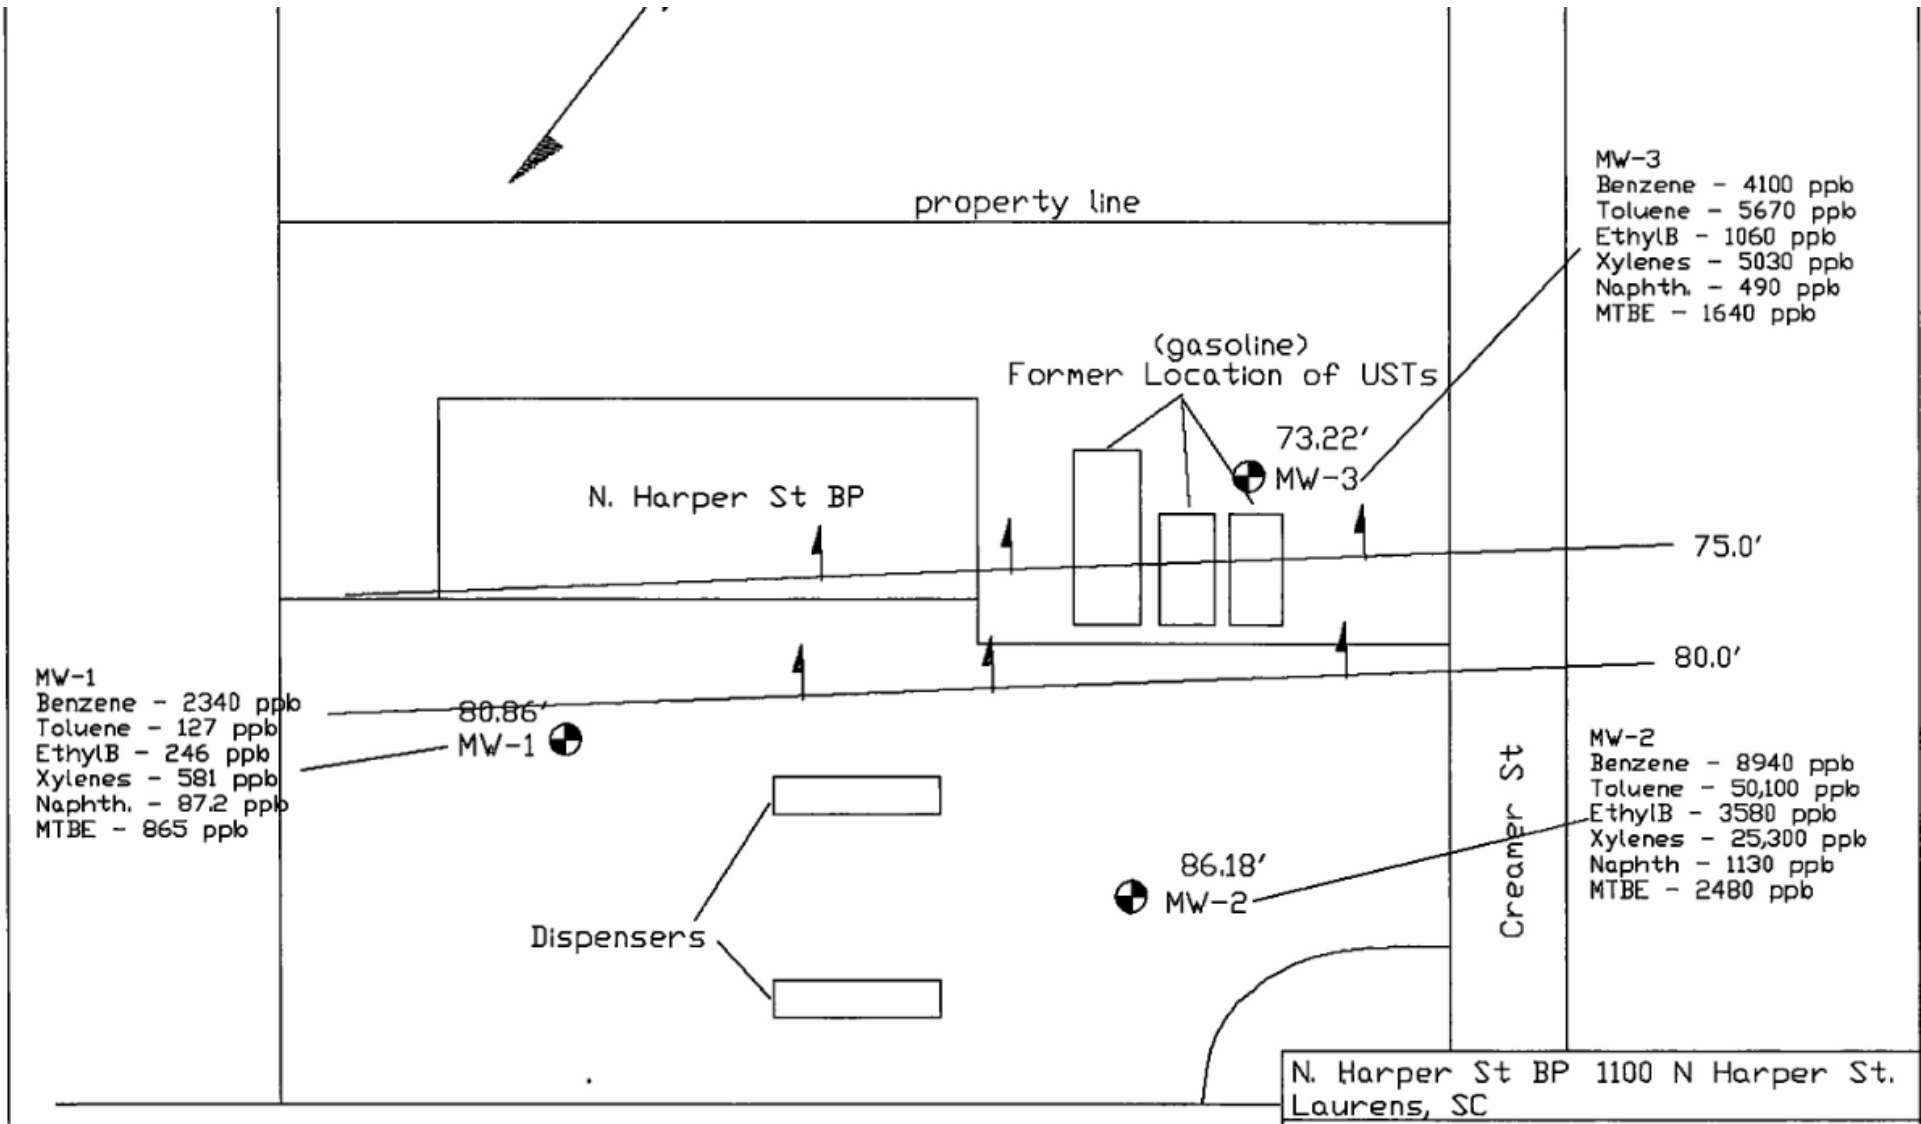 property line
MW-3
Benzene - 4100 ppb
Toluene - 5670 ppb
EthylB - 1060 ppb
Xylenes - 5030 ppb
Naphth. - 490 ppb
MTBE - 1640 ppb
(gasoline)
Former Location of USTs
73.22'
MW-3
N. Harper St BP
75.0'
80.0'
MW-1
Benzene - 2340 ppb
Toluene - 127 ppb
EthylB - 246 ppb
Xylenes - 581 ppb
Naphth. - 87.2 ppb
MTBE - 865 ppb
80.86'
MW-1
MW-2
Benzene - 8940 ppb
Toluene - 50,100 ppb
EthylB - 3580 ppb
Xylenes - 25,300 ppb
Naphth - 1130 ppb
MTBE - 2480 ppb
86.18'
MW-2
Creamer St
Dispensers
N. Harper St BP 1100 N Harper St.
Laurens, SC